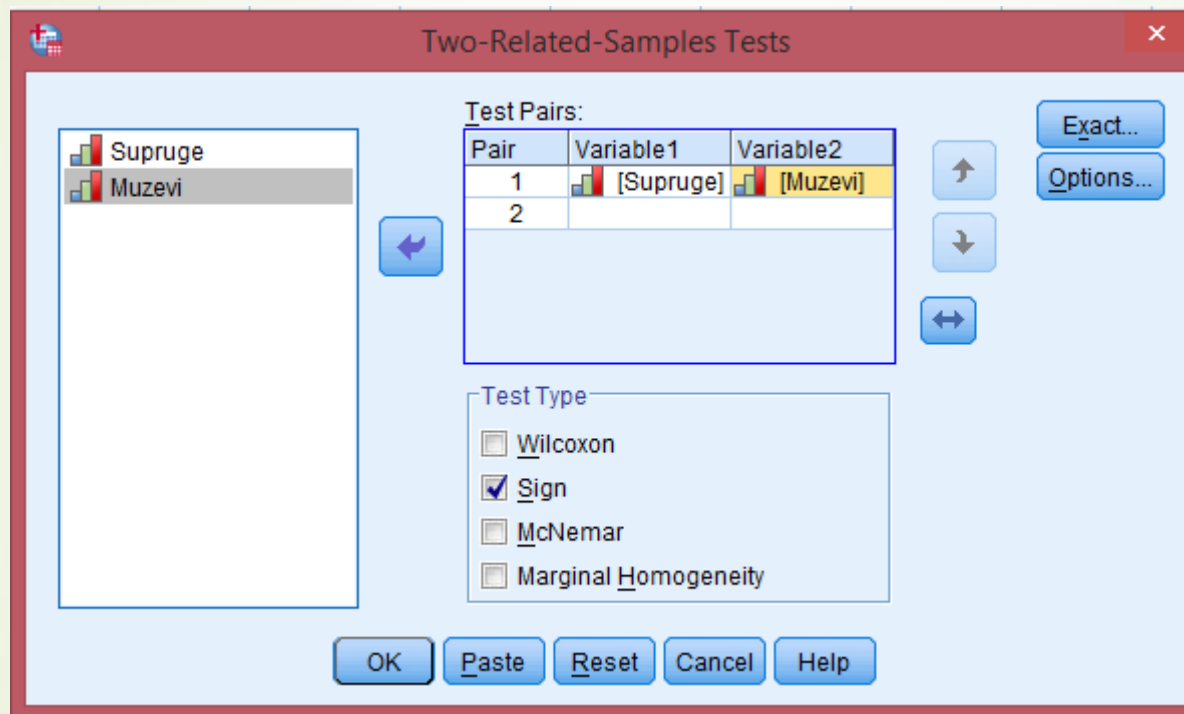 Two-Related-Samples Tests
Supruge
Muzevi
Test Pairs:
Pair Variable1 Variable2
1 [Supruge] [Muzevi]
2
Exact...
Options...
Test Type
Wilcoxon
Sign
McNemar
Marginal Homogeneity
OK Paste Reset Cancel Help